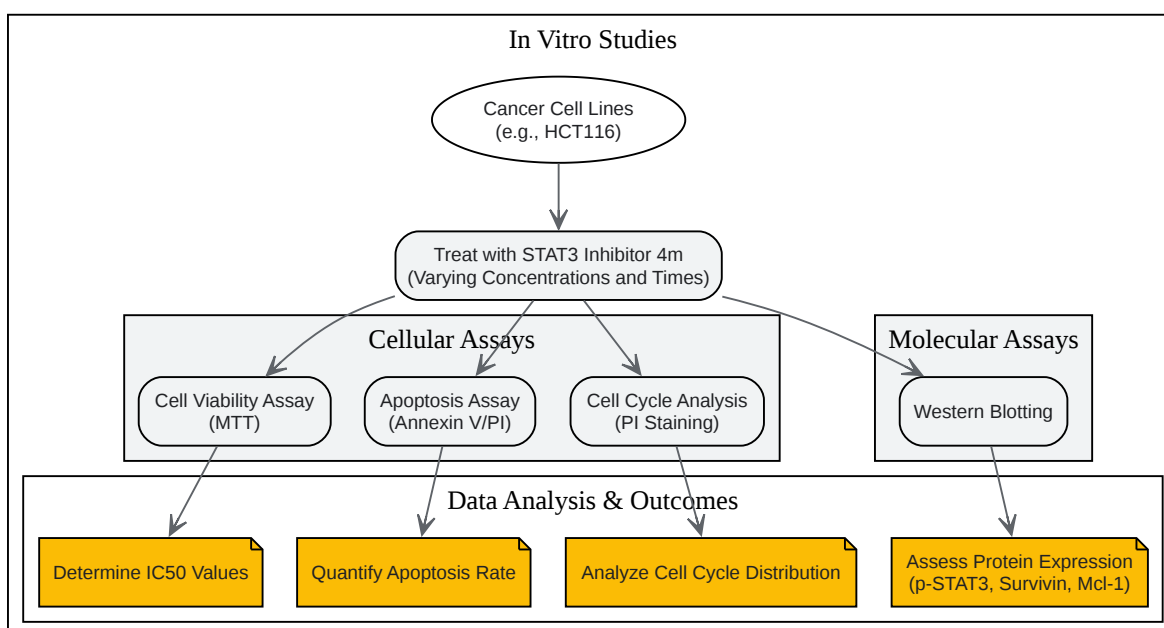 In Vitro Studies
Cancer Cell Lines
(e.g., HCT116)
Treat with STAT3 Inhibitor 4m
(Varying Concentrations and Times)
Cellular Assays
Molecular Assays
Cell Viability Assay
(MTT)
Apoptosis Assay
(Annexin V/PI)
Cell Cycle Analysis
(PI Staining)
Western Blotting
Data Analysis & Outcomes
Determine IC50 Values
Quantify Apoptosis Rate
Analyze Cell Cycle Distribution
Assess Protein Expression
(p-STAT3, Survivin, Mcl-1)